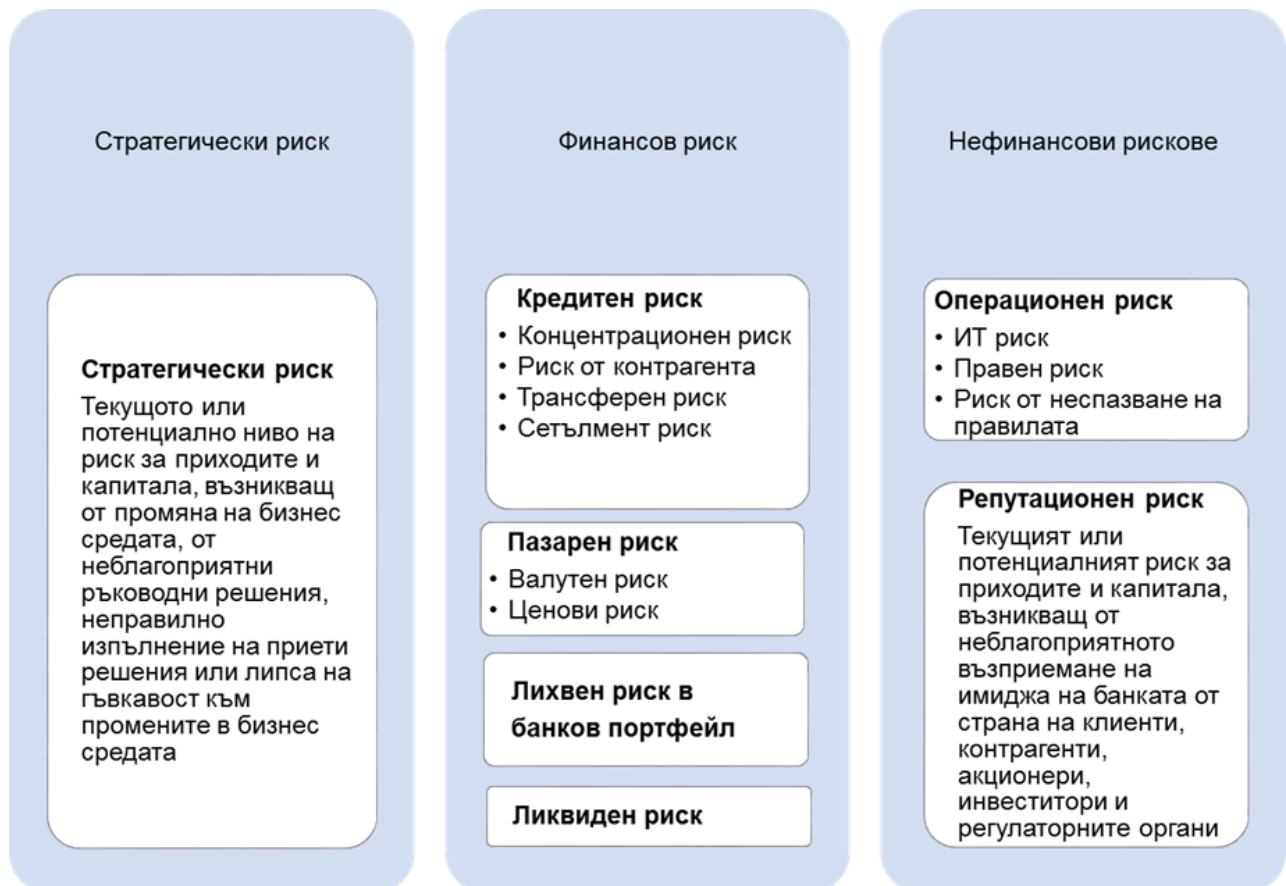 Стратегически риск
Стратегически риск
Текущото или
потенциално ниво на
риск за приходите и
капитала, възникващ
от промяна на бизнес
средата, от
неблагоприятни
ръководни решения,
неправилно
изпълнение на приети
решения или липса на
гъвкавост към
промените в бизнес
средата
Финансов риск
Кредитен риск
• Концентрационен риск
• Риск от контрагента
• Трансферен риск
• Сетълмент риск
Пазарен риск
• Валутен риск
• Ценови риск
Лихвен риск в
банков портфейл
Ликвиден риск
Нефинансови рискове
Операционен риск
• ИТ риск
• Правен риск
• Риск от неспазване на
правилата
Репутационен риск
Текущият или
потенциалният риск за
приходите и капитала,
възникващ от
неблагоприятното
възприемане на
имиджа на банката от
страна на клиенти,
контрагенти,
акционери,
инвеститори и
регулаторните органи